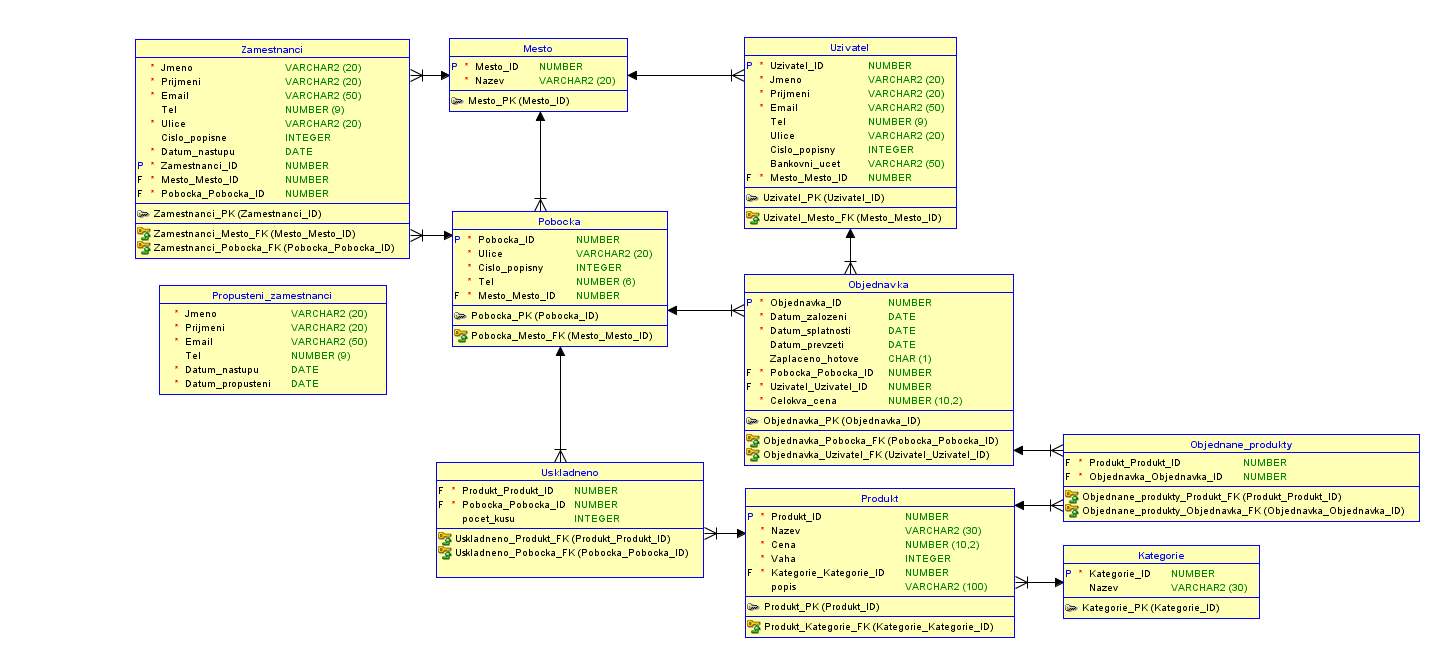 Zamestnanci
* Jmeno VARCHAR2 (20)
* Prijmeni VARCHAR2 (20)
* Email VARCHAR2 (50)
Tel NUMBER (9)
* Ulice VARCHAR2 (20)
Cislo_popisne INTEGER
* Datum_nastupu DATE
P * Zamestnanci_ID NUMBER
F * Mesto_Mesto_ID NUMBER
F * Pobocka_Pobocka_ID NUMBER
Zamestnanci_PK (Zamestnanci_ID)
Zamestnanci_Mesto_FK (Mesto_Mesto_ID)
Zamestnanci_Pobocka_FK (Pobocka_Pobocka_ID)
Mesto
P * Mesto_ID NUMBER
* Nazev VARCHAR2 (20)
Mesto_PK (Mesto_ID)
Uzivatel
P * Uzivatel_ID NUMBER
* Jmeno VARCHAR2 (20)
* Prijmeni VARCHAR2 (20)
* Email VARCHAR2 (50)
Tel NUMBER (9)
Ulice VARCHAR2 (20)
Cislo_popisny INTEGER
Bankovni_ucet VARCHAR2 (50)
F * Mesto_Mesto_ID NUMBER
Uzivatel_PK (Uzivatel_ID)
Uzivatel_Mesto_FK (Mesto_Mesto_ID)
Pobocka
P * Pobocka_ID NUMBER
* Ulice VARCHAR2 (20)
* Cislo_popisny INTEGER
* Tel NUMBER (6)
F * Mesto_Mesto_ID NUMBER
Pobocka_PK (Pobocka_ID)
Pobocka_Mesto_FK (Mesto_Mesto_ID)
Propusteni_zamestnanci
* Jmeno VARCHAR2 (20)
* Prijmeni VARCHAR2 (20)
* Email VARCHAR2 (50)
Tel NUMBER (9)
* Datum_nastupu DATE
* Datum_propusteni DATE
Objednavka
P * Objednavka_ID NUMBER
* Datum_zalozeni DATE
* Datum_splatnosti DATE
Datum_prevzeti DATE
Zaplaceno_hotove CHAR (1)
F * Pobocka_Pobocka_ID NUMBER
F * Uzivatel_Uzivatel_ID NUMBER
* Celokva_cena NUMBER (10,2)
Objednavka_PK (Objednavka_ID)
Objednavka_Pobocka_FK (Pobocka_Pobocka_ID)
Objednavka_Uzivatel_FK (Uzivatel_Uzivatel_ID)
Objednane_produkty
F * Produkt_Produkt_ID NUMBER
F * Objednavka_Objednavka_ID NUMBER
Objednane_produkty_Produkt_FK (Produkt_Produkt_ID)
Objednane_produkty_Objednavka_FK (Objednavka_Objednavka_ID)
Uskladneno
F * Produkt_Produkt_ID NUMBER
F * Pobocka_Pobocka_ID NUMBER
pocet_kusu INTEGER
Uskladneno_Produkt_FK (Produkt_Produkt_ID)
Uskladneno_Pobocka_FK (Pobocka_Pobocka_ID)
Produkt
P * Produkt_ID NUMBER
* Nazev VARCHAR2 (30)
* Cena NUMBER (10,2)
* Vaha INTEGER
F * Kategorie_Kategorie_ID NUMBER
popis VARCHAR2 (100)
Produkt_PK (Produkt_ID)
Produkt_Kategorie_FK (Kategorie_Kategorie_ID)
Kategorie
P * Kategorie_ID NUMBER
Nazev VARCHAR2 (30)
Kategorie_PK (Kategorie_ID)